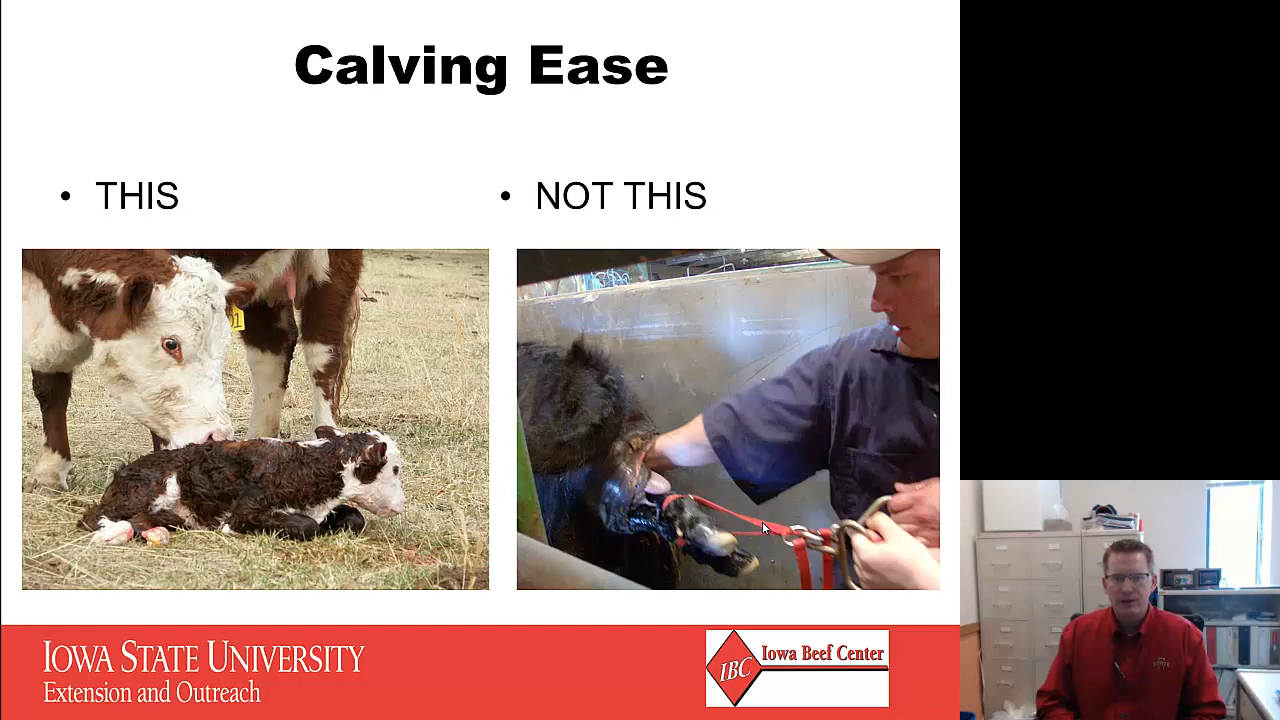 Calving Ease
• THIS
• NOT THIS
IOWA STATE UNIVERSITY
Extension and Outreach
IBC
Iowa Beef Center